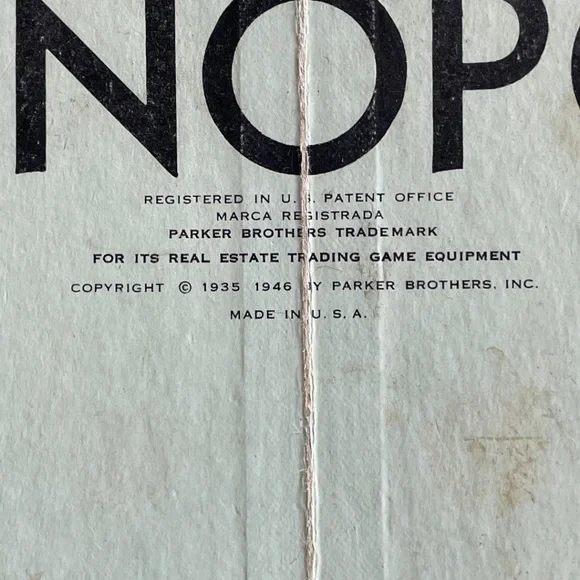 NOP
REGISTERED IN U. S. PATENT OFFICE
MARCA REGISTRADA
PARKER BROTHERS TRADEMARK
FOR ITS REAL ESTATE TRADING GAME EQUIPMENT
COPYRIGHT © 1935 1946 BY PARKER BROTHERS, INC.
MADE IN U. S. A.